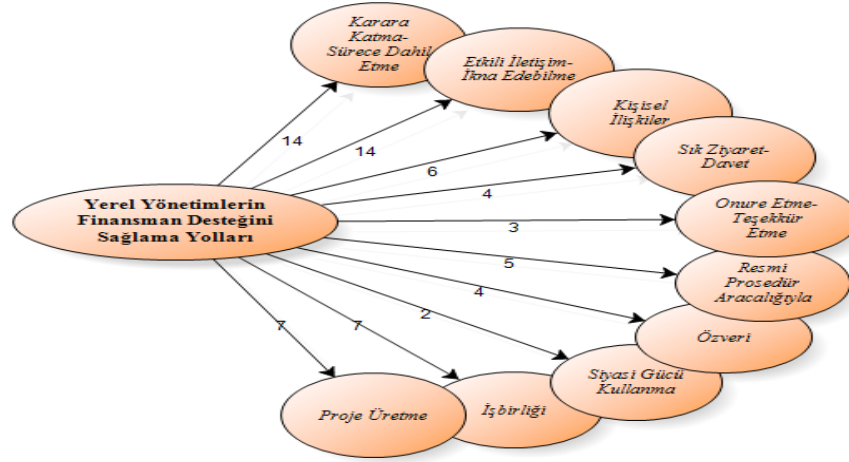 Karara
Katma-
Sürece Dahil
Etme
Etkili İletişim-
İkna Edebilme
Kişisel
İlişkiler
Sık Ziyaret-
Davet
Onure Etme-
Teşekkür
Etme
Resmi
Prosedür
Aracalığıyla
Özveri
Siyasi Gücü
Kullanma
İşbirliği
Proje Üretme
Yerel Yönetimlerin
Finansman Desteğini
Sağlama Yolları
14
14
6
4
3
5
4
2
7
7